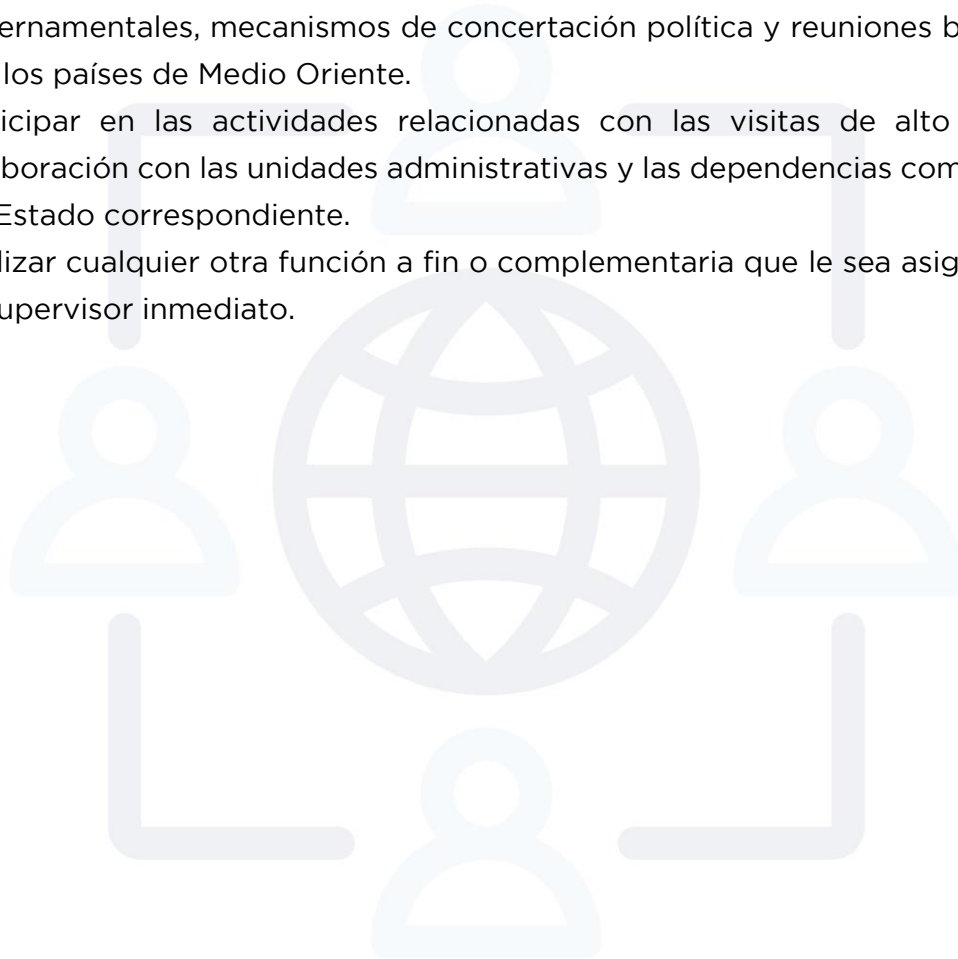 ernamentales, mecanismos de concertación política y reuniones b
los países de Medio Oriente.
icipar en las actividades relacionadas con las visitas de alto
boración con las unidades administrativas y las dependencias com
Estado correspondiente.
lizar cualquier otra función a fin o complementaria que le sea asig
upervisor inmediato.